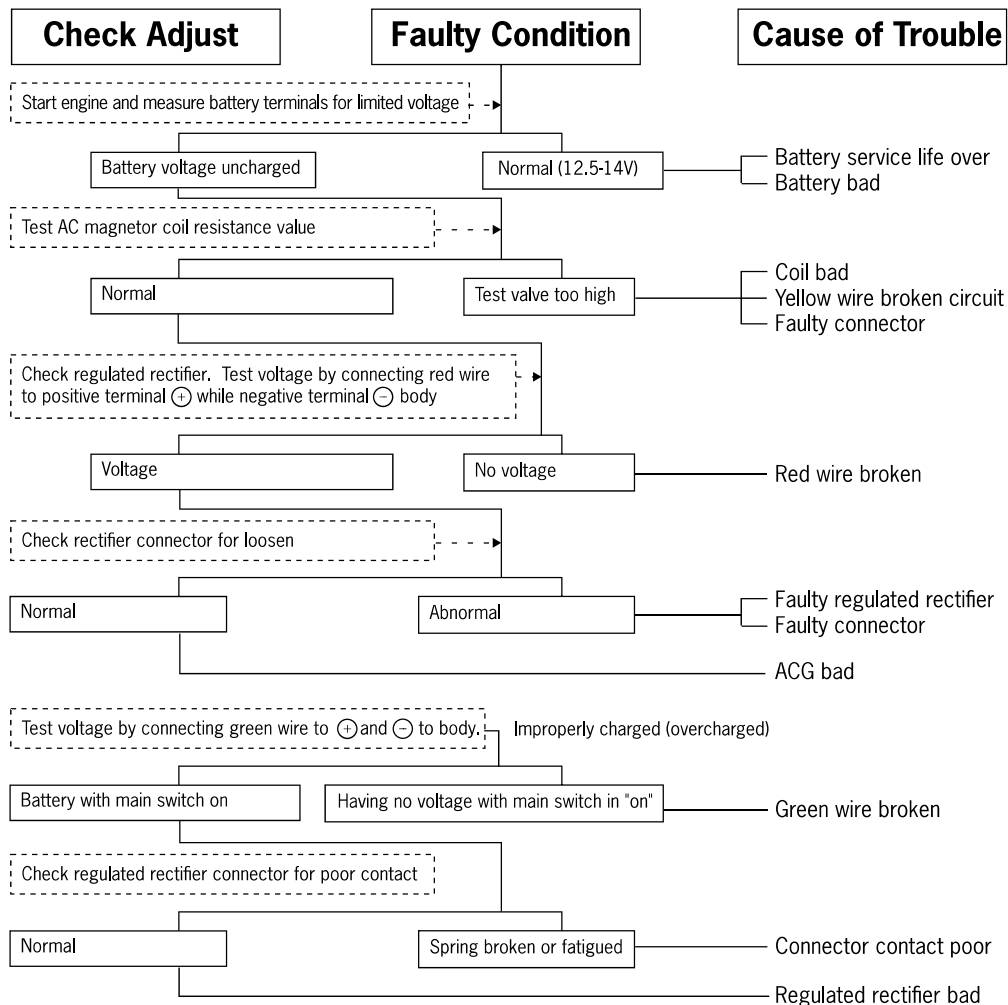 Check Adjust
Faulty Condition
Cause of Trouble
Start engine and measure battery terminals for limited voltage
Battery voltage uncharged
Normal (12.5-14V)
Battery service life over
Battery bad
Test AC magnetor coil resistance value
Normal
Test valve too high
Coil bad
Yellow wire broken circuit
Faulty connector
Check regulated rectifier. Test voltage by connecting red wire
to positive terminal ⊕ while negative terminal ⊖ body
Voltage
No voltage
Red wire broken
Check rectifier connector for loosen
Normal
Abnormal
Faulty regulated rectifier
Faulty connector
ACG bad
Test voltage by connecting green wire to ⊕ and ⊖ to body.
Improperly charged (overcharged)
Battery with main switch on
Having no voltage with main switch in "on"
Green wire broken
Check regulated rectifier connector for poor contact
Normal
Spring broken or fatigued
Connector contact poor
Regulated rectifier bad